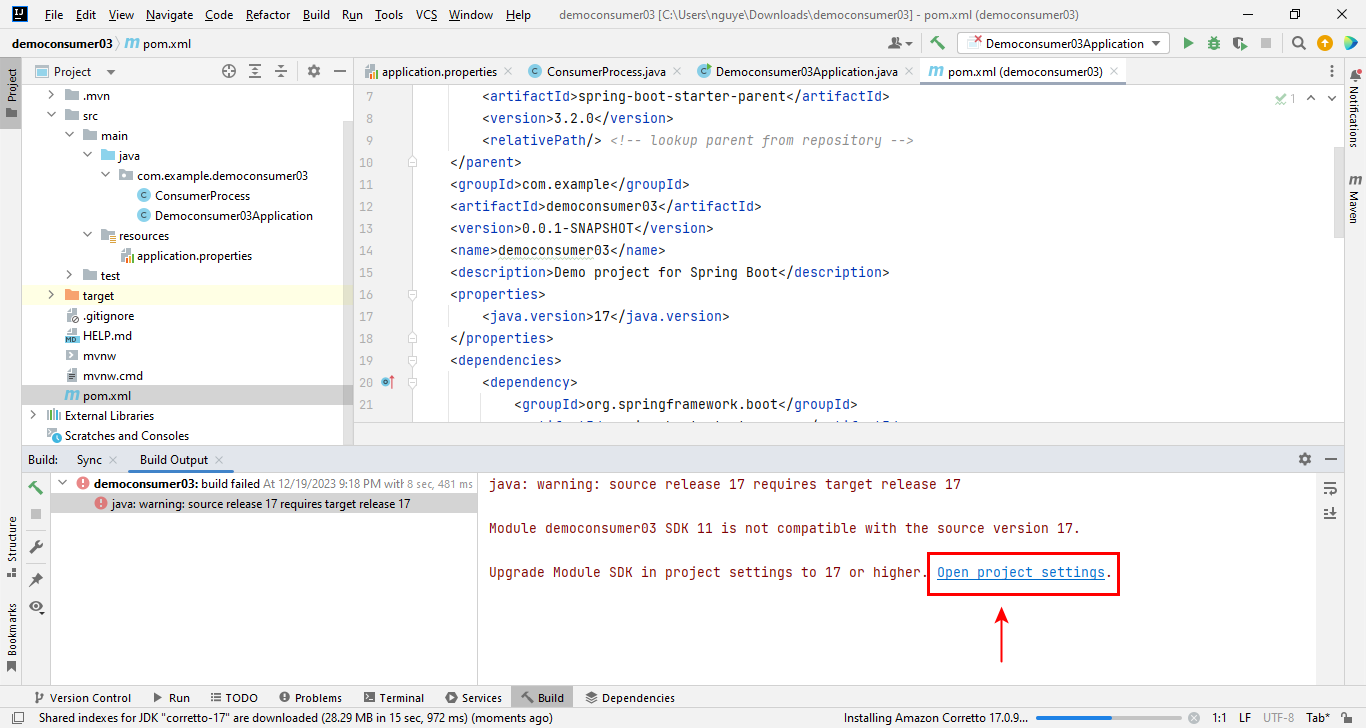 File Edit View Navigate Code Refactor Build Run Tools VCS Window Help democonsumer03 [C:\Users\nguye\Downloads\democonsumer03] - pom.xml (democonsumer03)
democonsumer03 pom.xml Democonsumer03Application
Project
application.properties ConsumerProcess.java Democonsumer03Application.java pom.xml (democonsumer03)
Project
Structure
Bookmarks
.mvn
src
main
java
com.example.democonsumer03
ConsumerProcess
Democonsumer03Application
resources
application.properties
test
target
.gitignore
HELP.md
mvnw
mvnw.cmd
pom.xml
External Libraries
Scratches and Consoles
7 <artifactId>spring-boot-starter-parent</artifactId>
8 <version>3.2.0</version>
9 <relativePath/> <!-- lookup parent from repository -->
10 </parent>
11 <groupId>com.example</groupId>
12 <artifactId>democonsumer03</artifactId>
13 <version>0.0.1-SNAPSHOT</version>
14 <name>democonsumer03</name>
15 <description>Demo project for Spring Boot</description>
16 <properties>
17 <java.version>17</java.version>
18 </properties>
19 <dependencies>
20 <dependency>
21 <groupId>org.springframework.boot</groupId>
1
Notifications
Maven
Build: Sync Build Output
democonsumer03: build failed At 12/19/2023 9:18 PM with 8 sec, 481 ms
java: warning: source release 17 requires target release 17
java: warning: source release 17 requires target release 17
Module democonsumer03 SDK 11 is not compatible with the source version 17.
Upgrade Module SDK in project settings to 17 or higher. Open project settings.
Version Control Run TODO Problems Terminal Services Build Dependencies
Shared indexes for JDK "corretto-17" are downloaded (28.29 MB in 15 sec, 972 ms) (moments ago) Installing Amazon Corretto 17.0.9... 1:1 LF UTF-8 Tab*